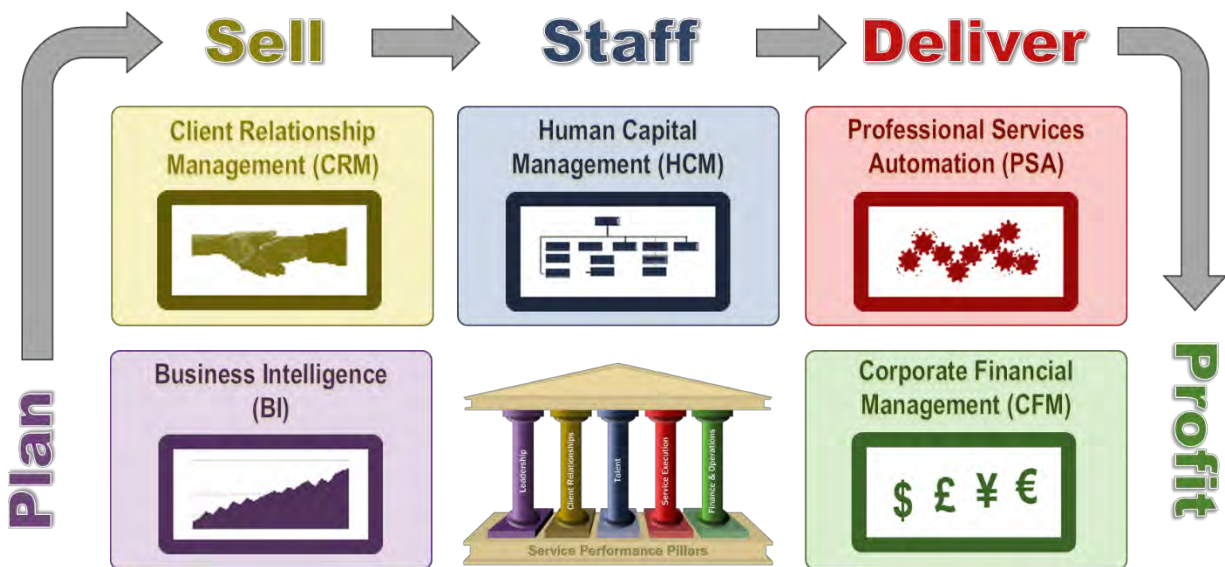 Sell
Staff
Deliver
Client Relationship
Management (CRM)
Human Capital
Management (HCM)
Professional Services
Automation (PSA)
Plan
Business Intelligence
(BI)
Leadership
Client Relationships
Talent
Service Execution
Finance & Operations
Service Performance Pillars
Corporate Financial
Management (CFM)
$ £ ¥ €
Profit